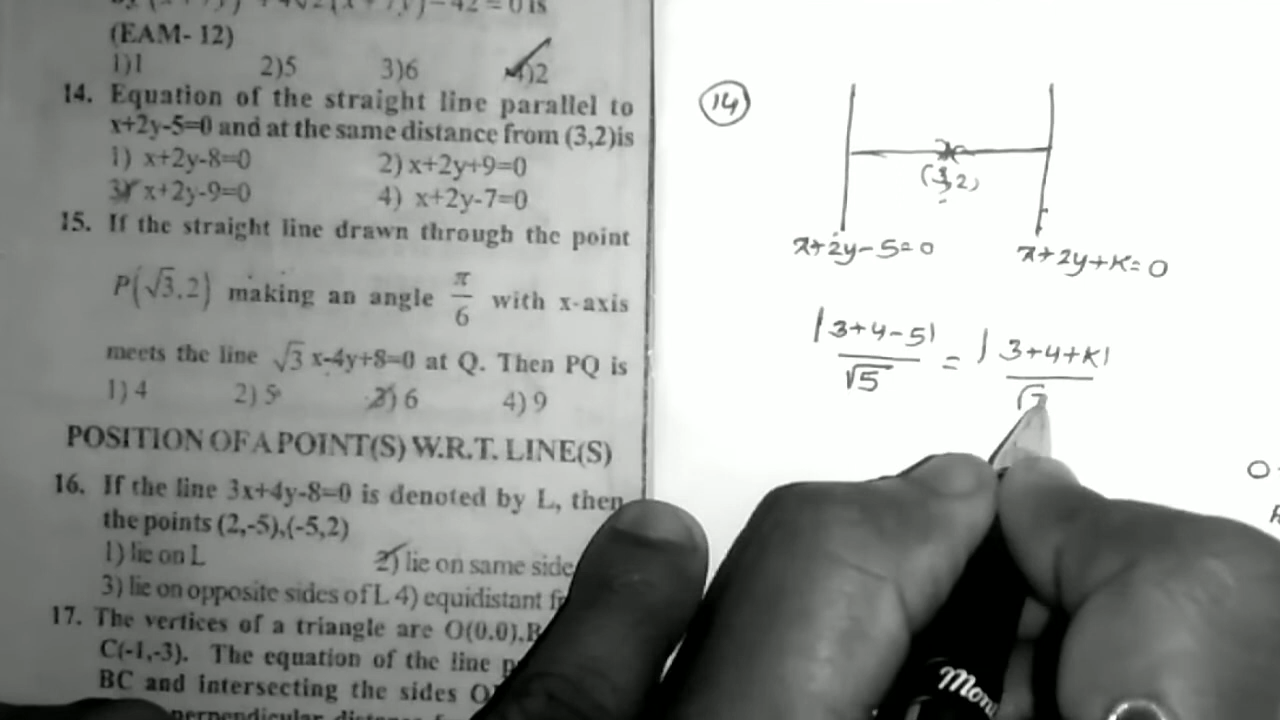 (EAM- 12)
1)1 2)5 3)6 4)2
14. Equation of the straight line parallel to
x+2y-5=0 and at the same distance from (3,2)is
1) x+2y-8=0 2) x+2y+9=0
3) x+2y-9=0 4) x+2y-7=0
15. If the straight line drawn through the point
P(√3,2) making an angle π/6 with x-axis
meets the line √3 x-4y+8=0 at Q. Then PQ is
1) 4 2) 5 3) 6 4) 9
POSITION OF A POINT(S) W.R.T. LINE(S)
16. If the line 3x+4y-8=0 is denoted by L, then
the points (2,-5),(-5,2)
1) lie on L 2) lie on same side
3) lie on opposite sides of L 4) equidistant
17. The vertices of a triangle are O(0,0),B
C(-1,-3). The equation of the line
BC and intersecting the sides
perpendicular
14
(3,2)
x+2y-5=0 x+2y+k=0
|3+4-5|/√5 = |3+4+k|/√
Mon